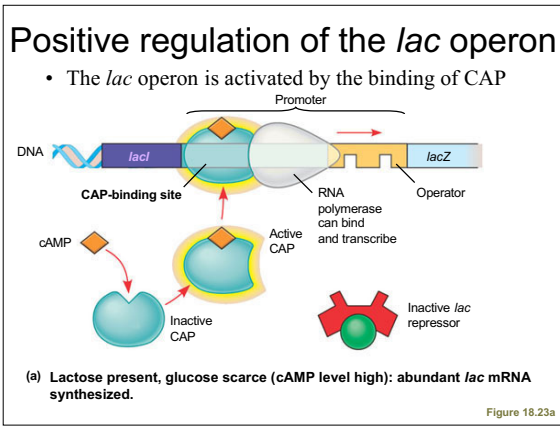 Positive regulation of the lac operon
• The lac operon is activated by the binding of CAP
Promoter
DNA
lacI
lacZ
CAP-binding site
RNA
polymerase
can bind
and transcribe
Operator
cAMP
Active
CAP
Inactive
CAP
Inactive lac
repressor
(a) Lactose present, glucose scarce (cAMP level high): abundant lac mRNA
synthesized.
Figure 18.23a